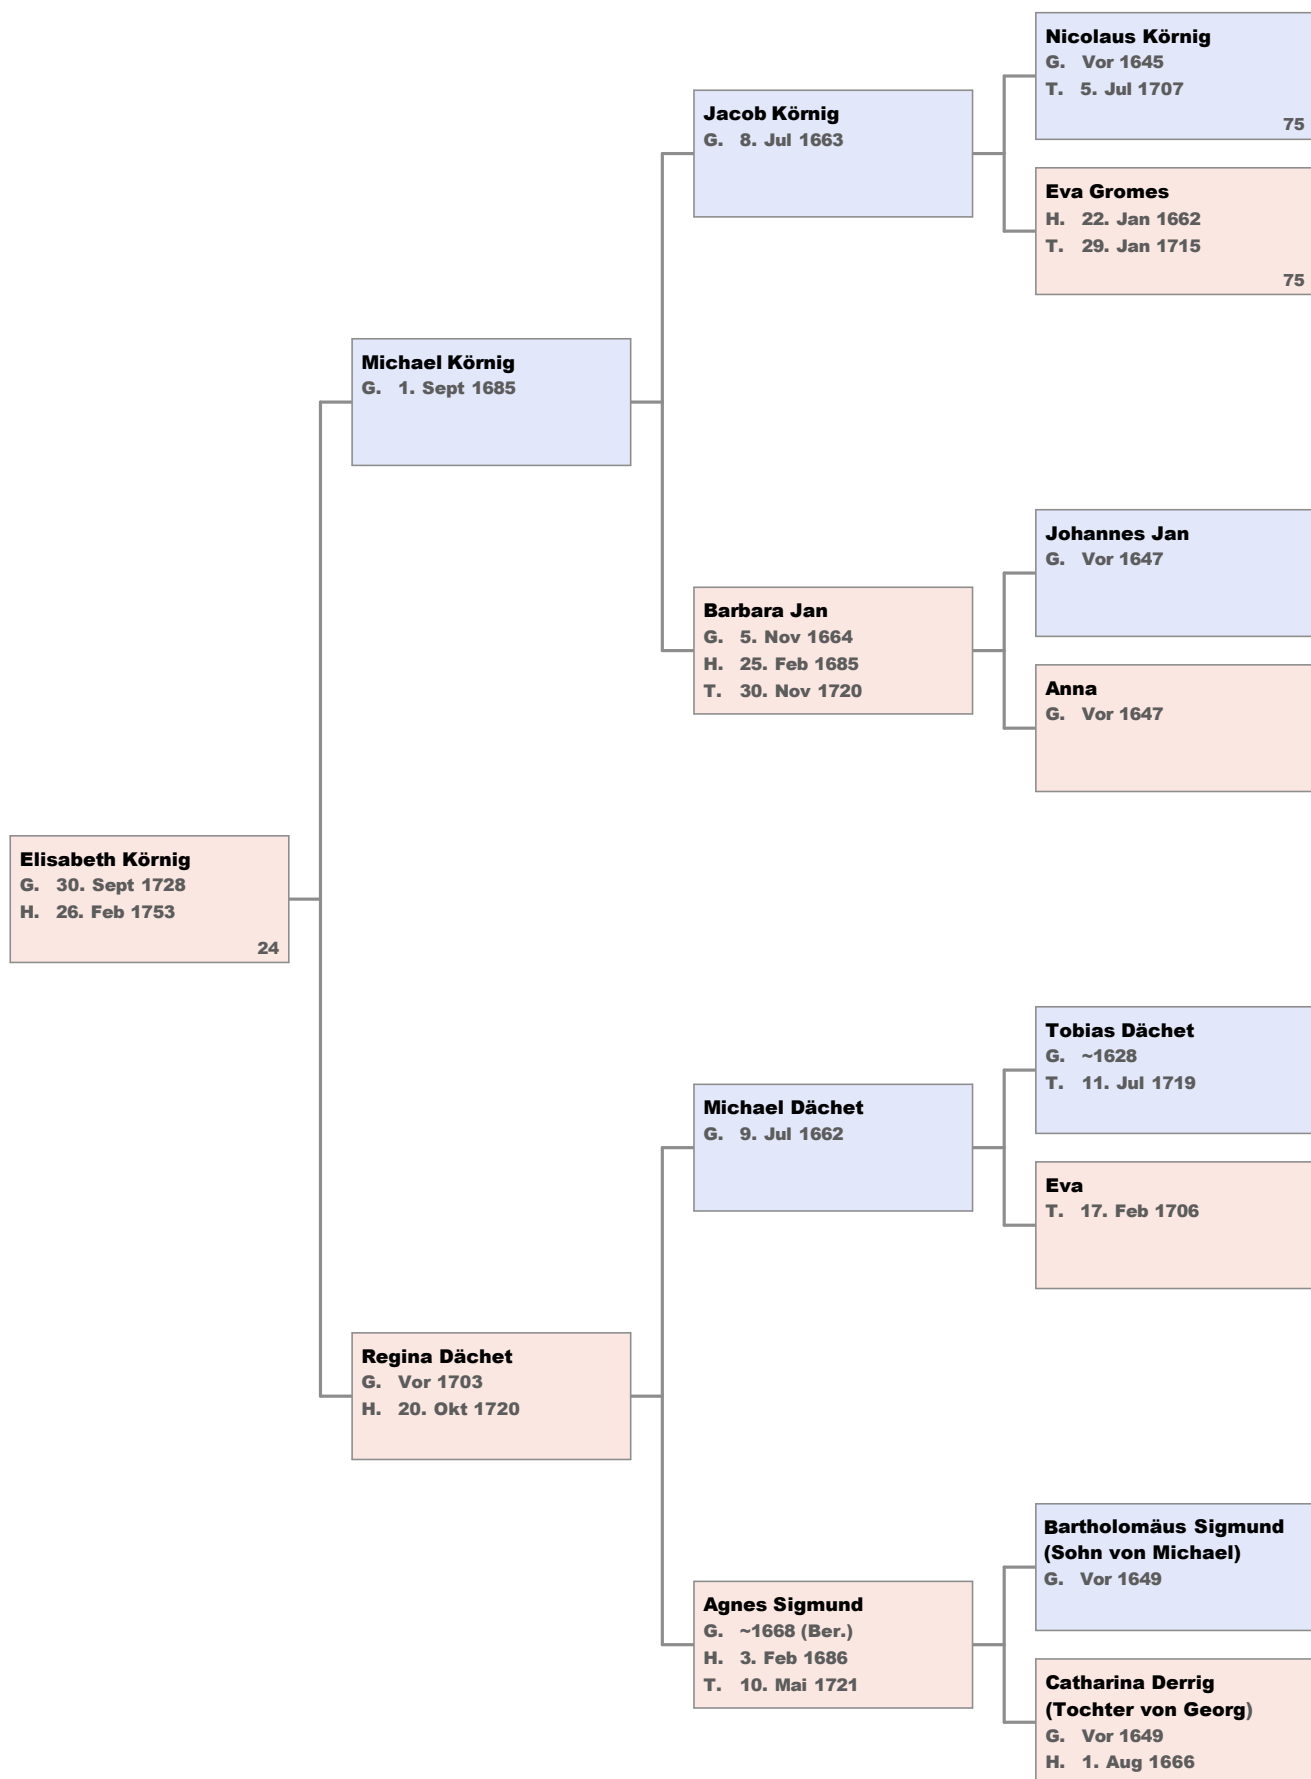 Nicolaus Körnig
G. Vor 1645
T. 5. Jul 1707
75
Jacob Körnig
G. 8. Jul 1663
Eva Gromes
H. 22. Jan 1662
T. 29. Jan 1715
75
Michael Körnig
G. 1. Sept 1685
Johannes Jan
G. Vor 1647
Barbara Jan
G. 5. Nov 1664
H. 25. Feb 1685
T. 30. Nov 1720
Anna
G. Vor 1647
Elisabeth Körnig
G. 30. Sept 1728
H. 26. Feb 1753
24
Tobias Dächet
G. ~1628
T. 11. Jul 1719
Michael Dächet
G. 9. Jul 1662
Eva
T. 17. Feb 1706
Regina Dächet
G. Vor 1703
H. 20. Okt 1720
Bartholomäus Sigmund
(Sohn von Michael)
G. Vor 1649
Agnes Sigmund
G. ~1668 (Ber.)
H. 3. Feb 1686
T. 10. Mai 1721
Catharina Derrig
(Tochter von Georg)
G. Vor 1649
H. 1. Aug 1666